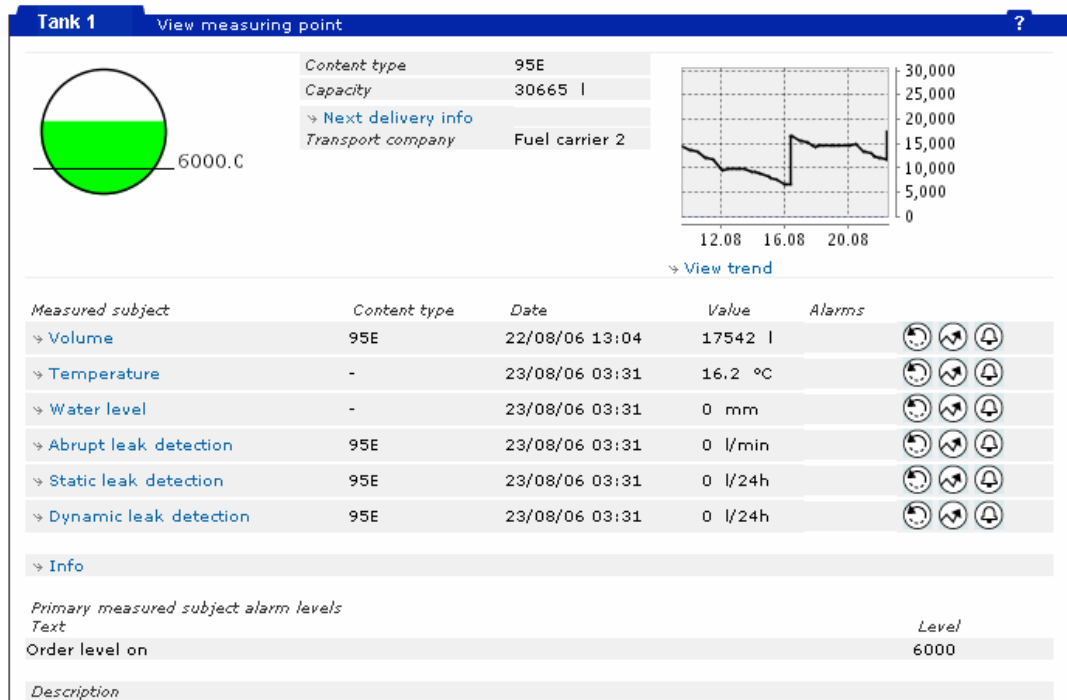 Tank 1 View measuring point ?
Content type 95E
Capacity 30665 l
Next delivery info
Transport company Fuel carrier 2
6000.0
30,000
25,000
20,000
15,000
10,000
5,000
0
12.08 16.08 20.08
View trend
Measured subject Content type Date Value Alarms
Volume 95E 22/08/06 13:04 17542 l
Temperature - 23/08/06 03:31 16.2 °C
Water level - 23/08/06 03:31 0 mm
Abrupt leak detection 95E 23/08/06 03:31 0 l/min
Static leak detection 95E 23/08/06 03:31 0 l/24h
Dynamic leak detection 95E 23/08/06 03:31 0 l/24h
Info
Primary measured subject alarm levels
Text Level
Order level on 6000
Description